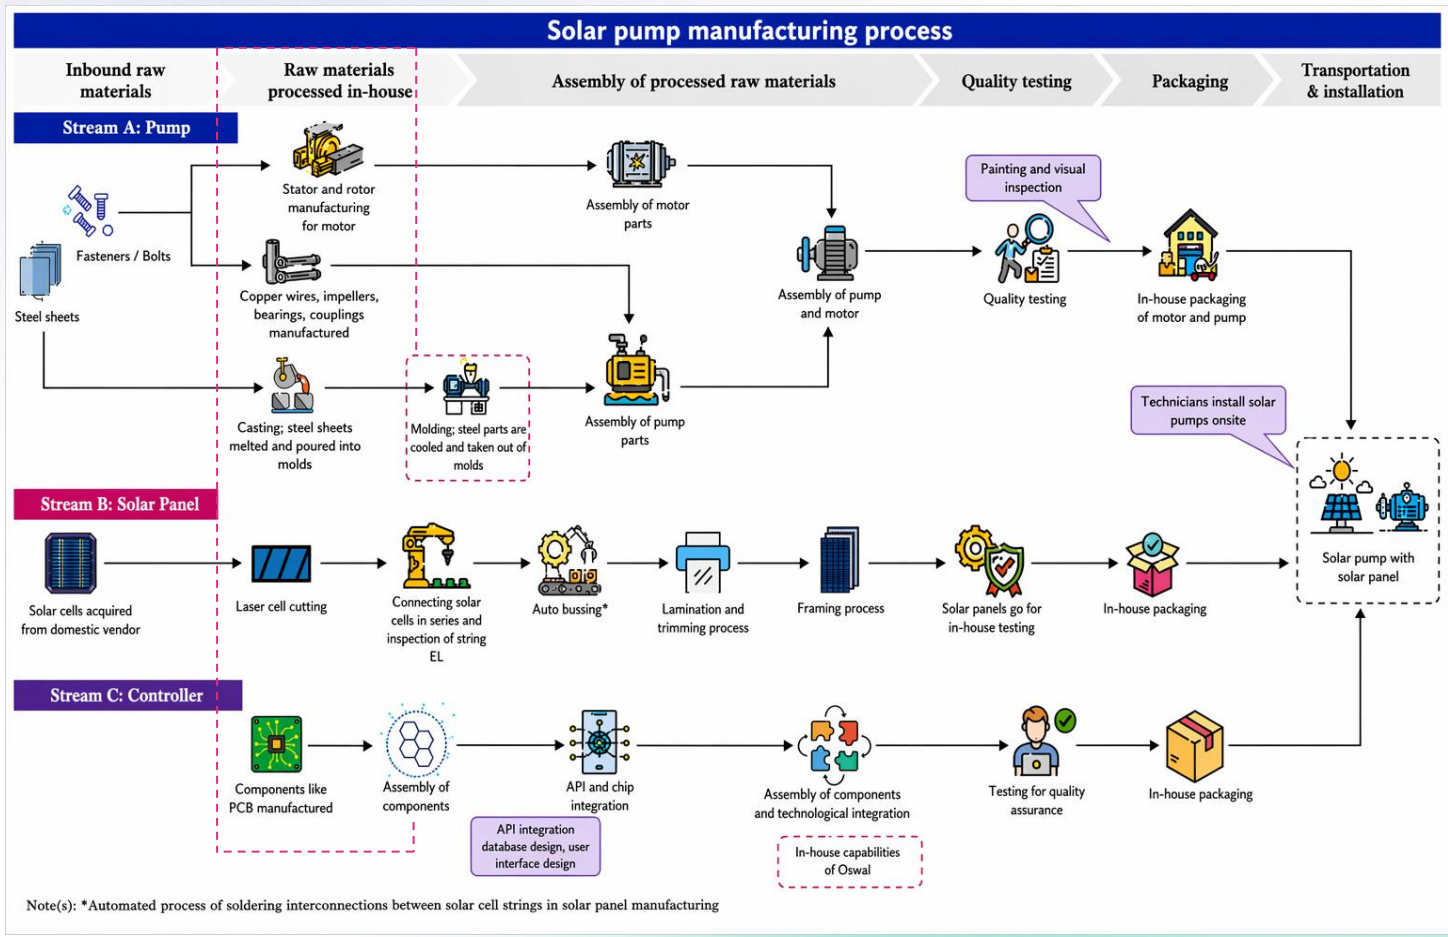 Solar pump manufacturing process
Inbound raw
materials
Raw materials
processed in-house
Assembly of processed raw materials
Quality testing
Packaging
Transportation
& installation
Stream A: Pump
Fasteners / Bolts
Steel sheets
Stator and rotor
manufacturing
for motor
Copper wires, impellers,
bearings, couplings
manufactured
Casting; steel sheets
melted and poured into
molds
Molding; steel parts are
cooled and taken out of
molds
Assembly of motor
parts
Assembly of pump
parts
Assembly of pump
and motor
Painting and visual
inspection
Quality testing
In-house packaging
of motor and pump
Technicians install solar
pumps onsite
Solar pump with
solar panel
Stream B: Solar Panel
Solar cells acquired
from domestic vendor
Laser cell cutting
Connecting solar
cells in series and
inspection of string
EL
Auto bussing*
Lamination and
trimming process
Framing process
Solar panels go for
in-house testing
In-house packaging
Stream C: Controller
Components like
PCB manufactured
Assembly of
components
API and chip
integration
API integration
database design, user
interface design
Assembly of components
and technological integration
In-house capabilities
of Oswal
Testing for quality
assurance
In-house packaging
Note(s): *Automated process of soldering interconnections between solar cell strings in solar panel manufacturing